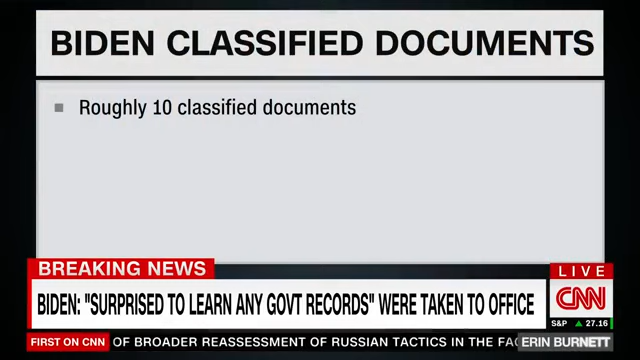 BIDEN CLASSIFIED DOCUMENTS
Roughly 10 classified documents
BREAKING NEWS
BIDEN: "SURPRISED TO LEARN ANY GOVT RECORDS" WERE TAKEN TO OFFICE
LIVE
CNN
S&P ▲ 27.16
FIRST ON CNN
OF BROADER REASSESSMENT OF RUSSIAN TACTICS IN THE FAC
ERIN BURNETT